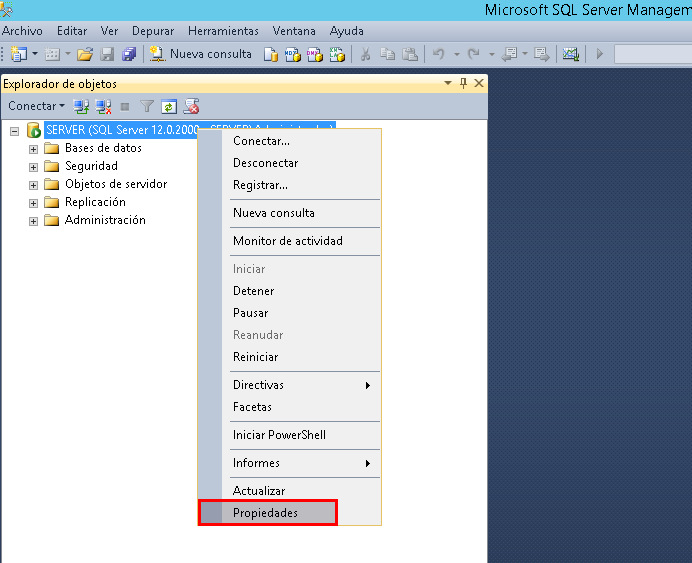 Microsoft SQL Server Managem
Archivo Editar Ver Depurar Herramientas Ventana Ayuda
Nueva consulta
Explorador de objetos
Conectar
SERVER (SQL Server 12.0.2000
Bases de datos
Seguridad
Objetos de servidor
Replicación
Administración
Conectar...
Desconectar
Registrar...
Nueva consulta
Monitor de actividad
Iniciar
Detener
Pausar
Reanudar
Reiniciar
Directivas
Facetas
Iniciar PowerShell
Informes
Actualizar
Propiedades